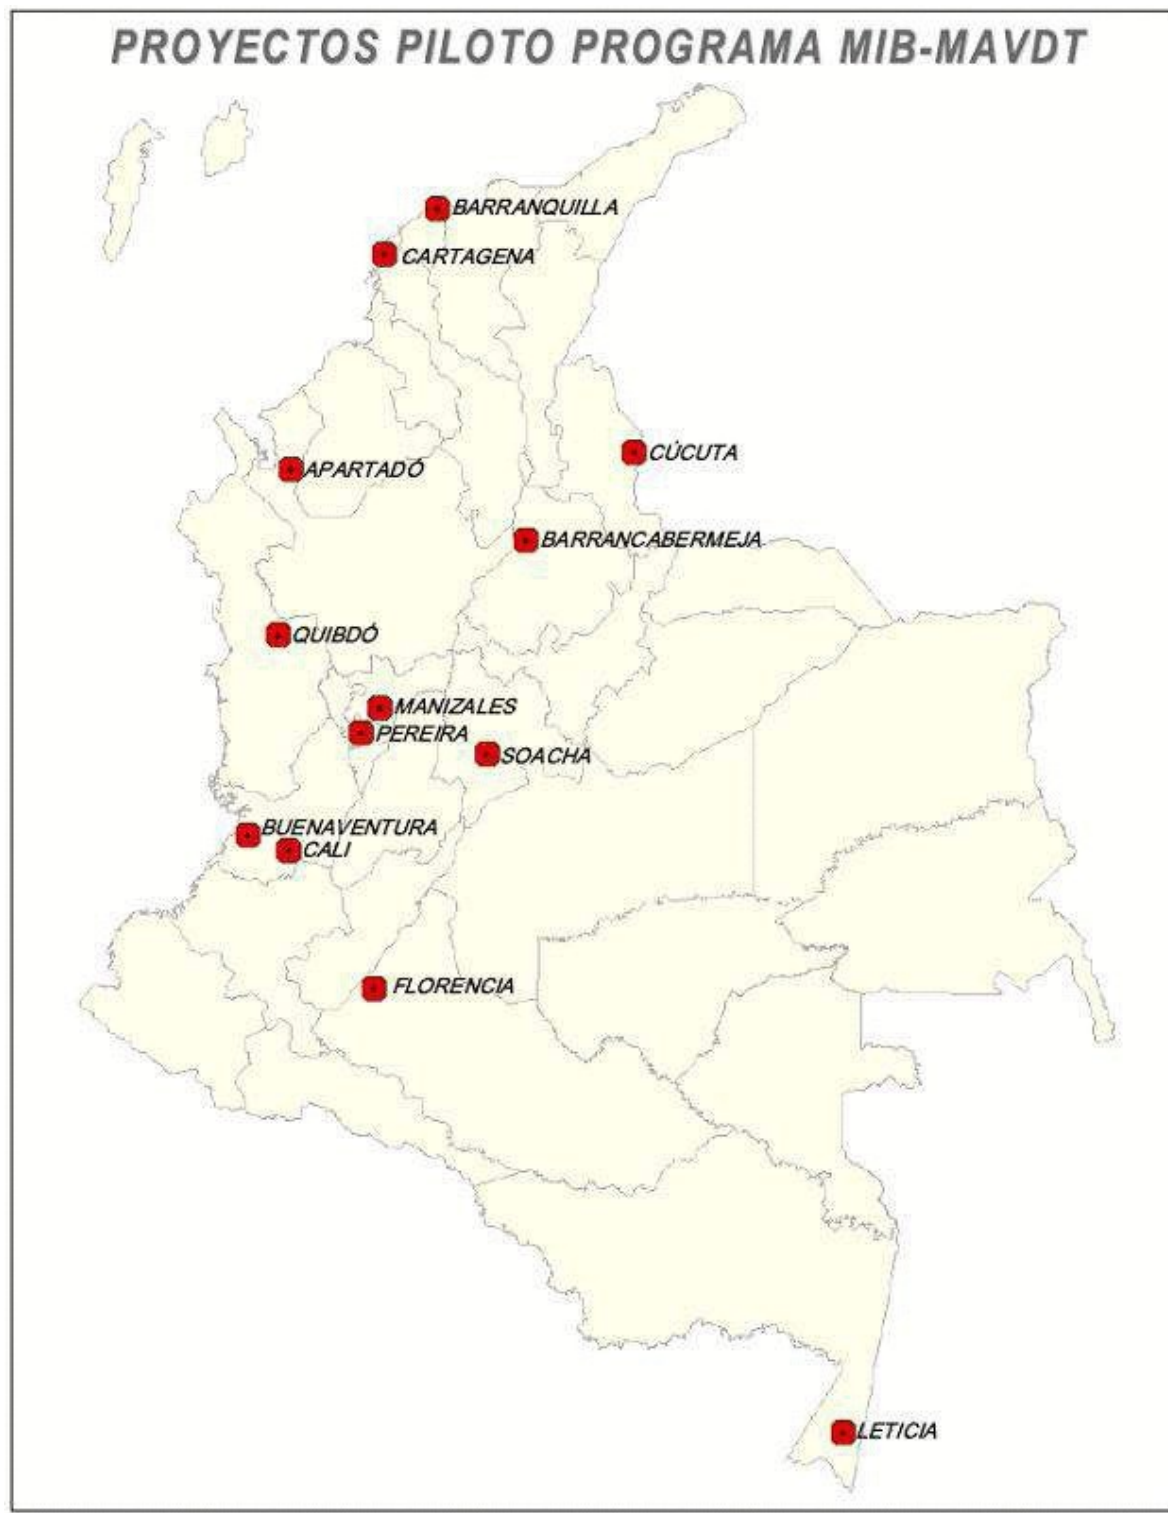 PROYECTOS PILOTO PROGRAMA MIB-MAVDT
BARRANQUILLA
CARTAGENA
CÚCUTA
APARTADÓ
BARRANCABERMEJA
QUIBDÓ
MANIZALES
PEREIRA
SOACHA
BUENAVENTURA
CALI
FLORENCIA
LETICIA